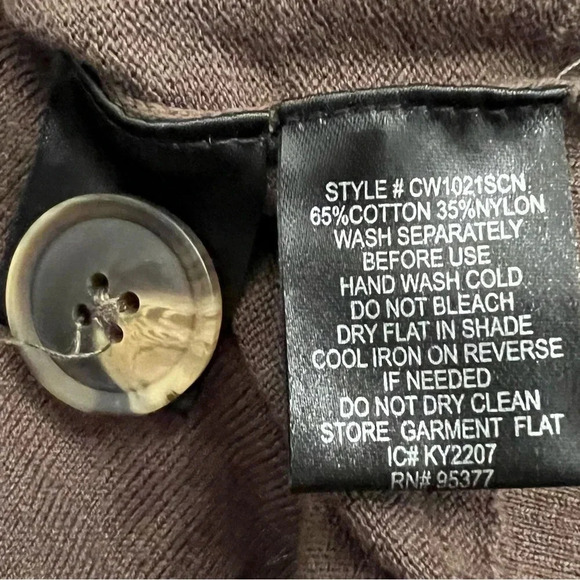 STYLE # CW1021SCN
65%COTTON 35%NYLON
WASH SEPARATELY
BEFORE USE
HAND WASH COLD
DO NOT BLEACH
DRY FLAT IN SHADE
COOL IRON ON REVERSE
IF NEEDED
DO NOT DRY CLEAN
STORE GARMENT FLAT
IC# KY2207
RN# 95377